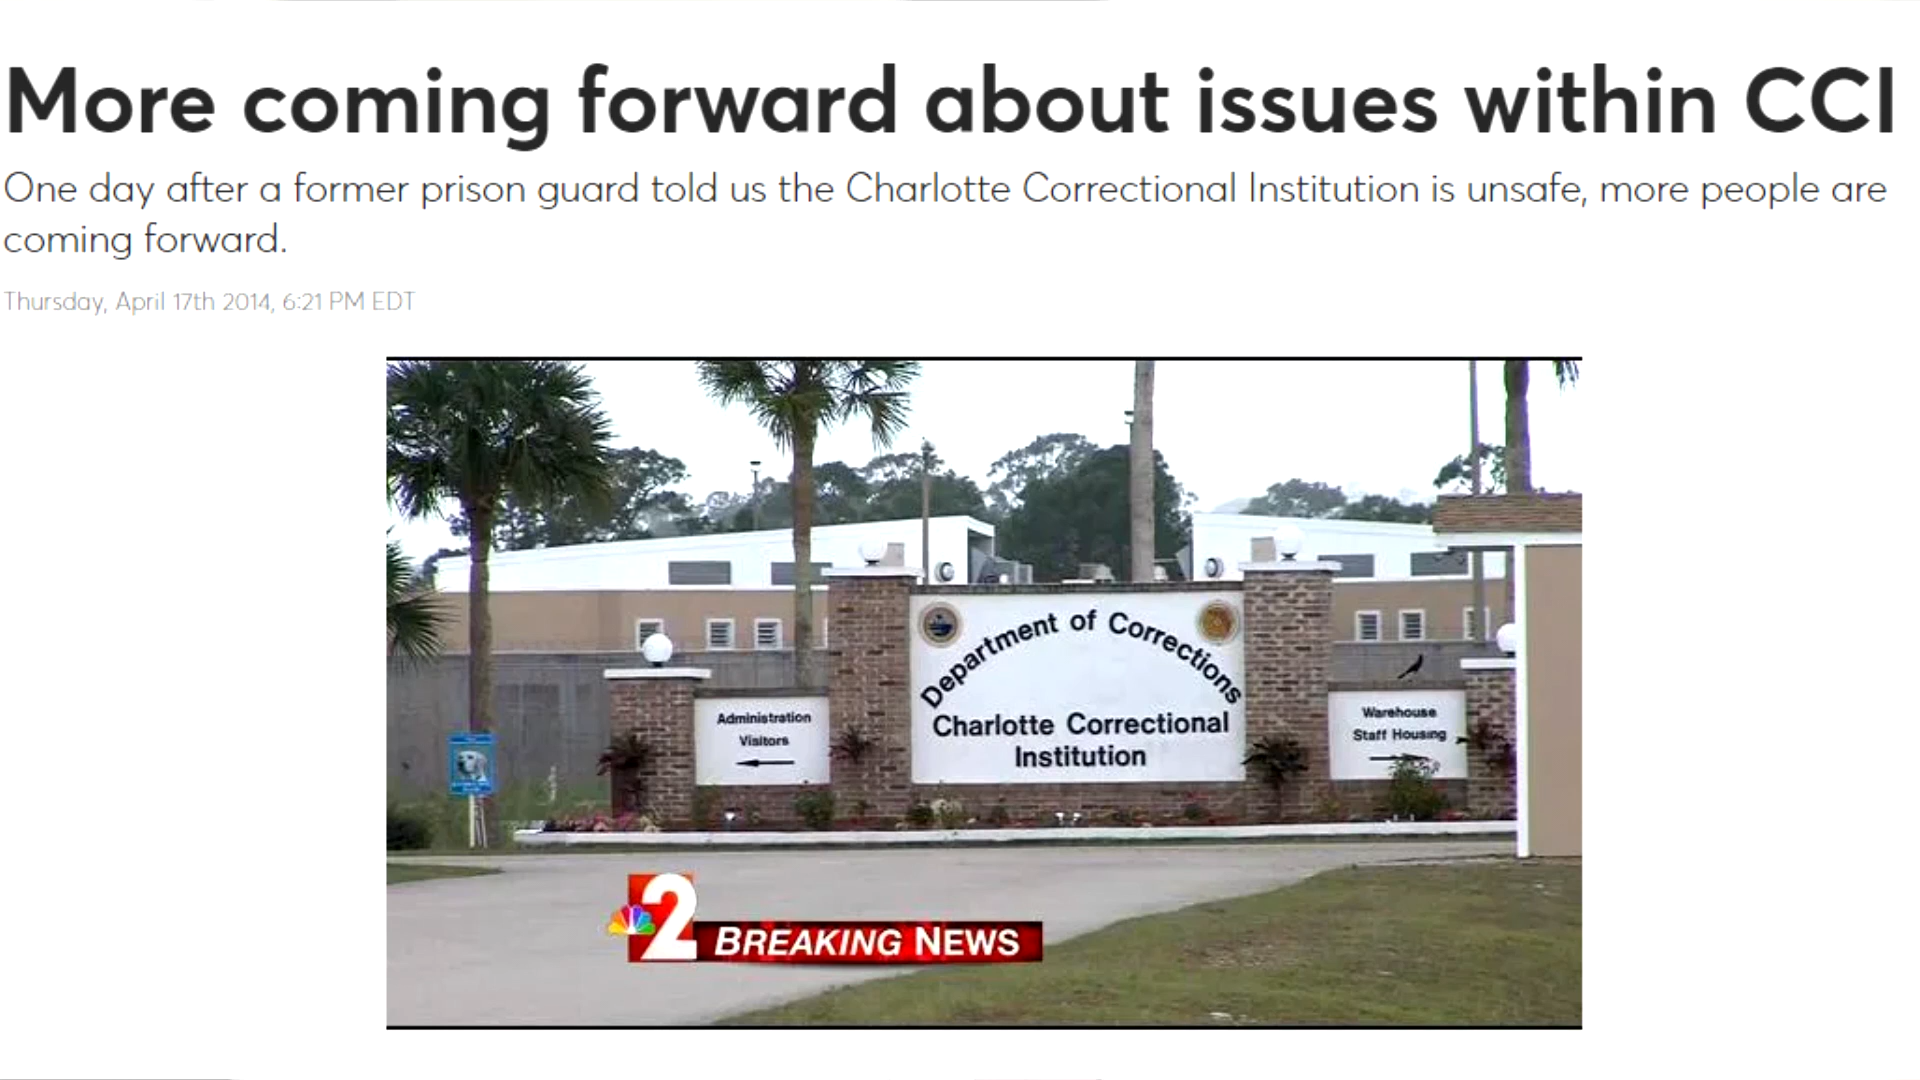 More coming forward about issues within CCI
One day after a former prison guard told us the Charlotte Correctional Institution is unsafe, more people are
coming forward.
Thursday, April 17th 2014, 6:21 PM EDT
Department of Corrections
Charlotte Correctional
Institution
Administration
Visitors
Warehouse
Staff Housing
2
BREAKING NEWS